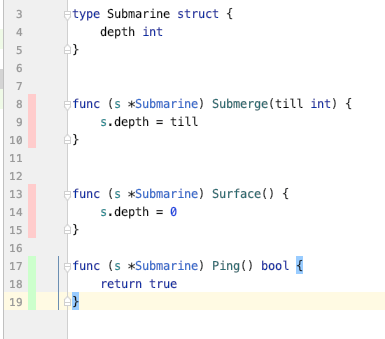 3 type Submarine struct {
4     depth int
5 }
6
7
8 func (s *Submarine) Submerge(till int) {
9     s.depth = till
10 }
11
12
13 func (s *Submarine) Surface() {
14     s.depth = 0
15 }
16
17 func (s *Submarine) Ping() bool {
18     return true
19 }